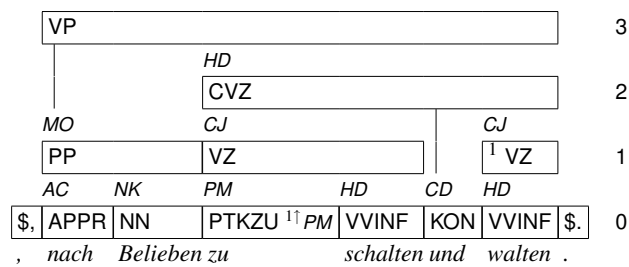 VP 3
HD
CVZ 2
MO CJ CJ
PP VZ ¹ VZ 1
AC NK PM HD CD HD
$, APPR NN PTKZU ¹↑ PM VVINF KON VVINF $. 0
, nach Belieben zu schalten und walten .